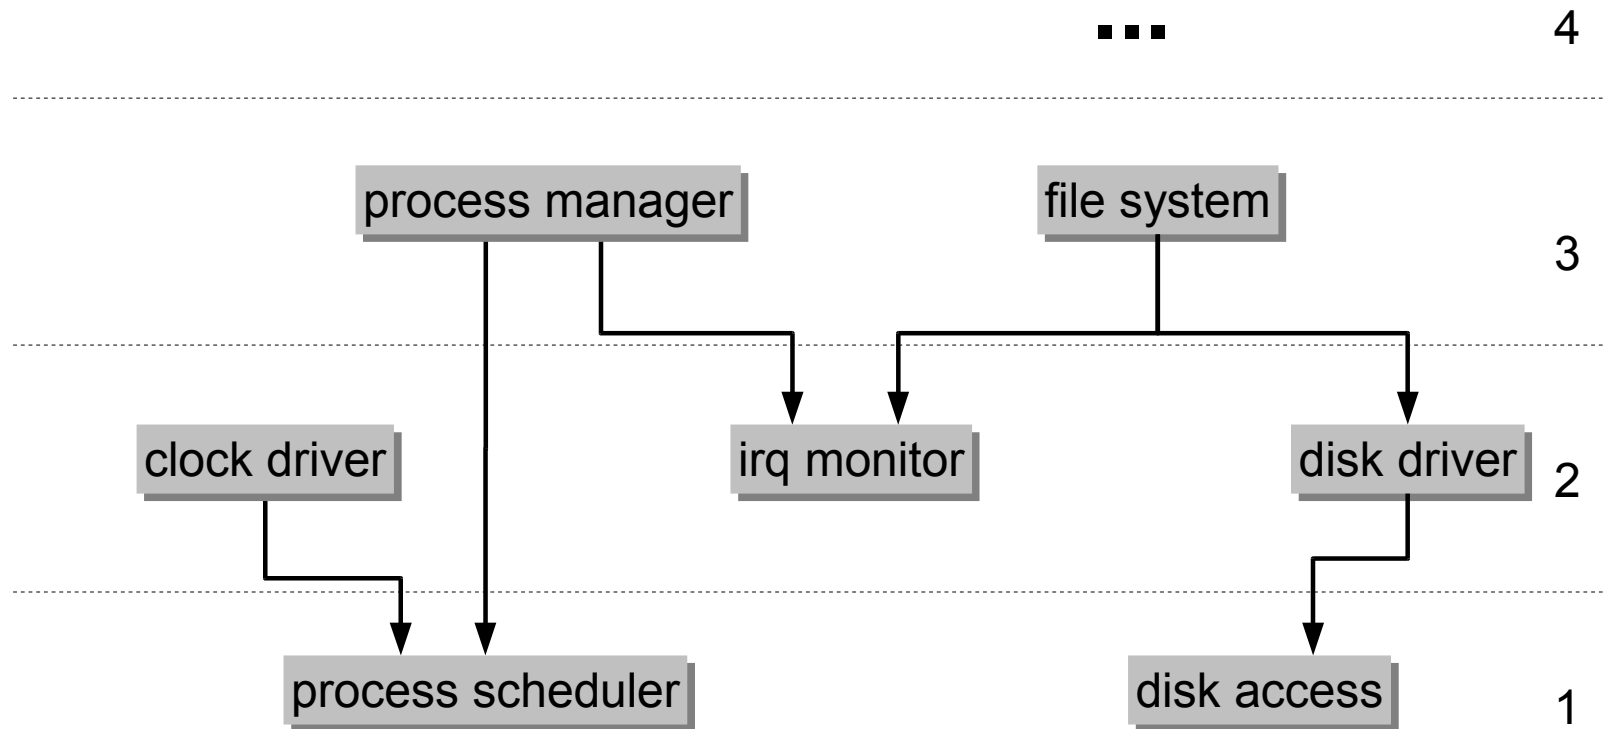 ... 4
process manager file system
3
clock driver irq monitor disk driver
2
process scheduler disk access
1